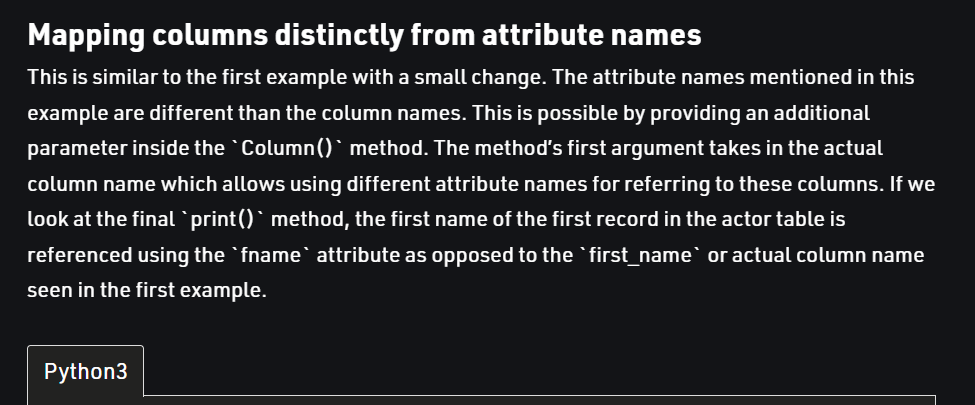 Mapping columns distinctly from attribute names
This is similar to the first example with a small change. The attribute names mentioned in this
example are different than the column names. This is possible by providing an additional
parameter inside the `Column()` method. The method's first argument takes in the actual
column name which allows using different attribute names for referring to these columns. If we
look at the final `print()` method, the first name of the first record in the actor table is
referenced using the `fname` attribute as opposed to the `first_name` or actual column name
seen in the first example.
Python3